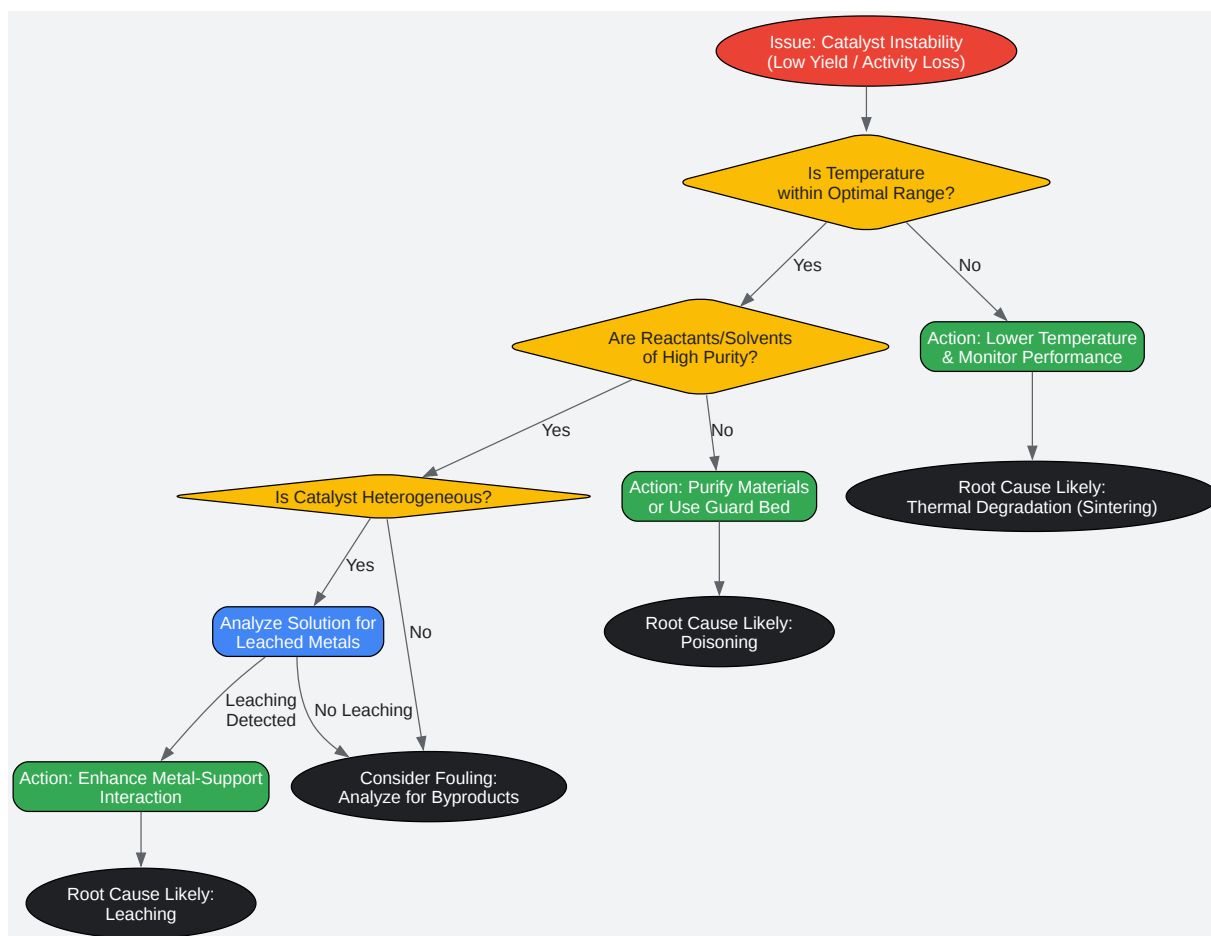 Issue: Catalyst Instability
(Low Yield / Activity Loss)
Is Temperature
within Optimal Range?
Yes
No
Are Reactants/Solvents
of High Purity?
Action: Lower Temperature
& Monitor Performance
Yes
No
Is Catalyst Heterogeneous?
Action: Purify Materials
or Use Guard Bed
Root Cause Likely:
Thermal Degradation (Sintering)
Yes
No
Analyze Solution for
Leached Metals
Root Cause Likely:
Poisoning
Leaching
Detected
No Leaching
Action: Enhance Metal-Support
Interaction
Consider Fouling:
Analyze for Byproducts
Root Cause Likely:
Leaching